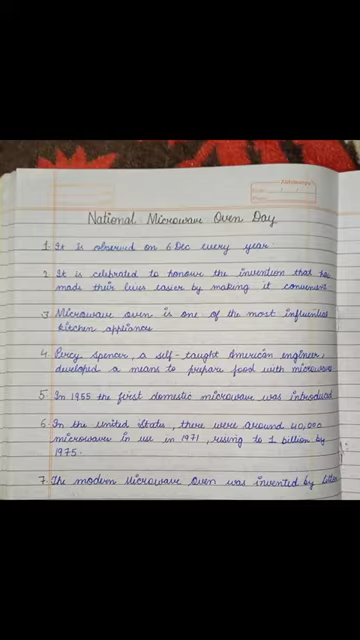 National Microwave Oven Day
1. It is observed on 6 Dec every year
2. It is celebrated to honour the invention that has
made their lives easier by making it convenient
3. Microwave oven is one of the most influential
kitchen appliances
4. Percy Spencer, a self-taught American engineer,
developed a means to prepare food with microwaves
5. In 1955 the first domestic microwave was introduced
6. In the United States, there were around 40,000
microwave in use in 1971, rising to 1 billion by
1975.
7. The modern Microwave Oven was invented by